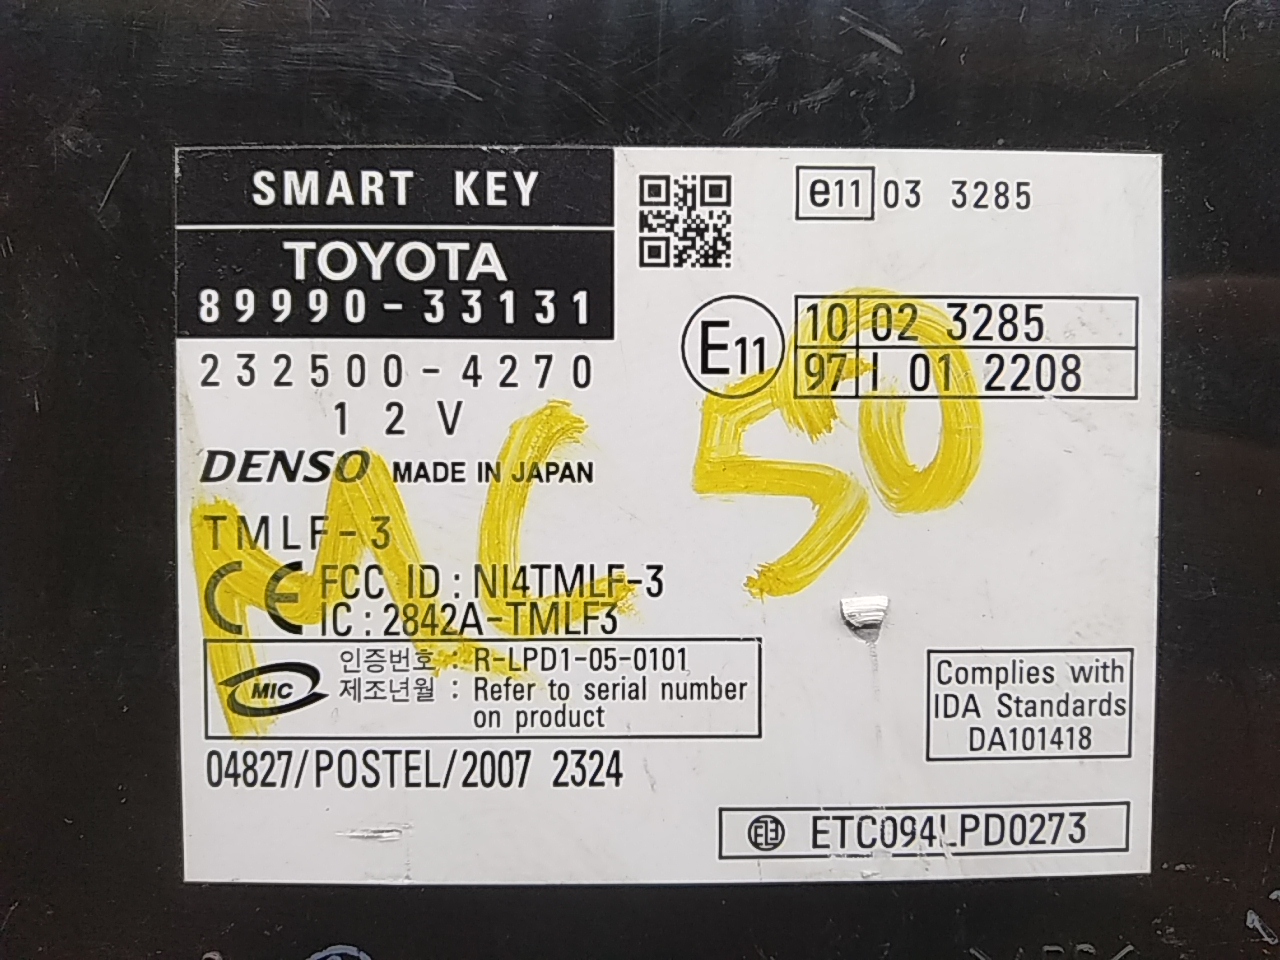 SMART KEY
TOYOTA
89990-33131
232500-4270
12V
DENSO MADE IN JAPAN
TMLF-3
CE FCC ID : NI4TMLF-3
IC : 2842A-TMLF3
MIC 인증번호 : R-LPD1-05-0101
제조년월 : Refer to serial number
on product
04827/POSTEL/2007 2324
e11 03 3285
E11 10 02 3285
97 I 01 2208
MC 50
Complies with
IDA Standards
DA101418
ETC094LPD0273